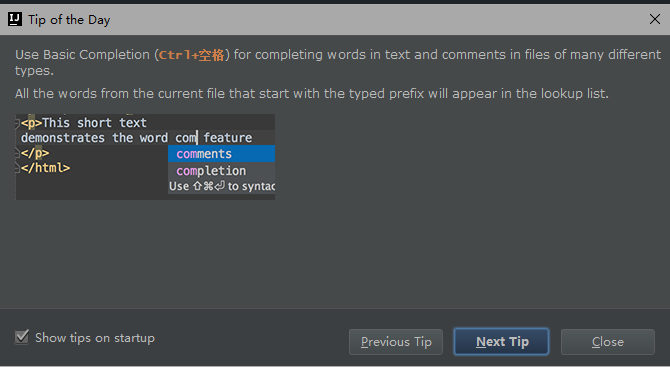 IJ Tip of the Day
Use Basic Completion (Ctrl+空格) for completing words in text and comments in files of many different
types.
All the words from the current file that start with the typed prefix will appear in the lookup list.
<p>This short text
demonstrates the word com feature
</p>
comments
</html>
completion
Use ⇧⌘⏎ to syntac
Show tips on startup
Previous Tip
Next Tip
Close